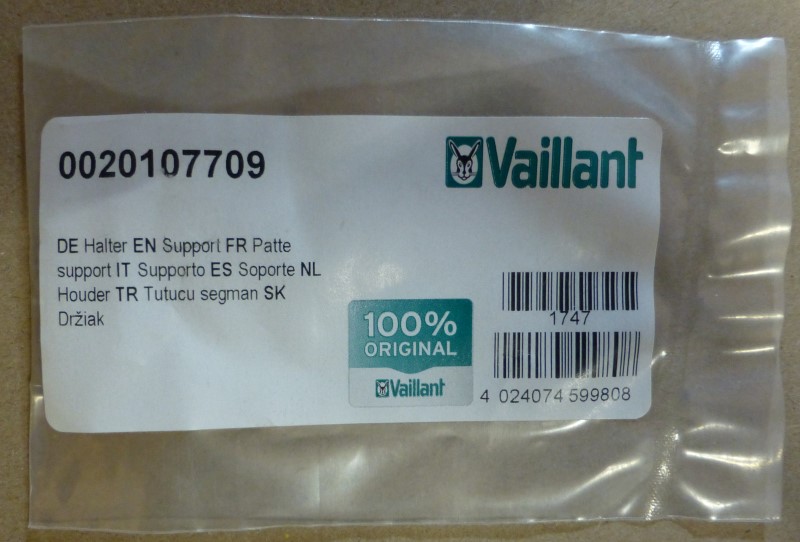 0020107709
Vaillant
DE Halter EN Support FR Patte
support IT Supporto ES Soporte NL
Houder TR Tutucu segman SK
Držiak
100%
ORIGINAL
Vaillant
1747
4 024074 599808